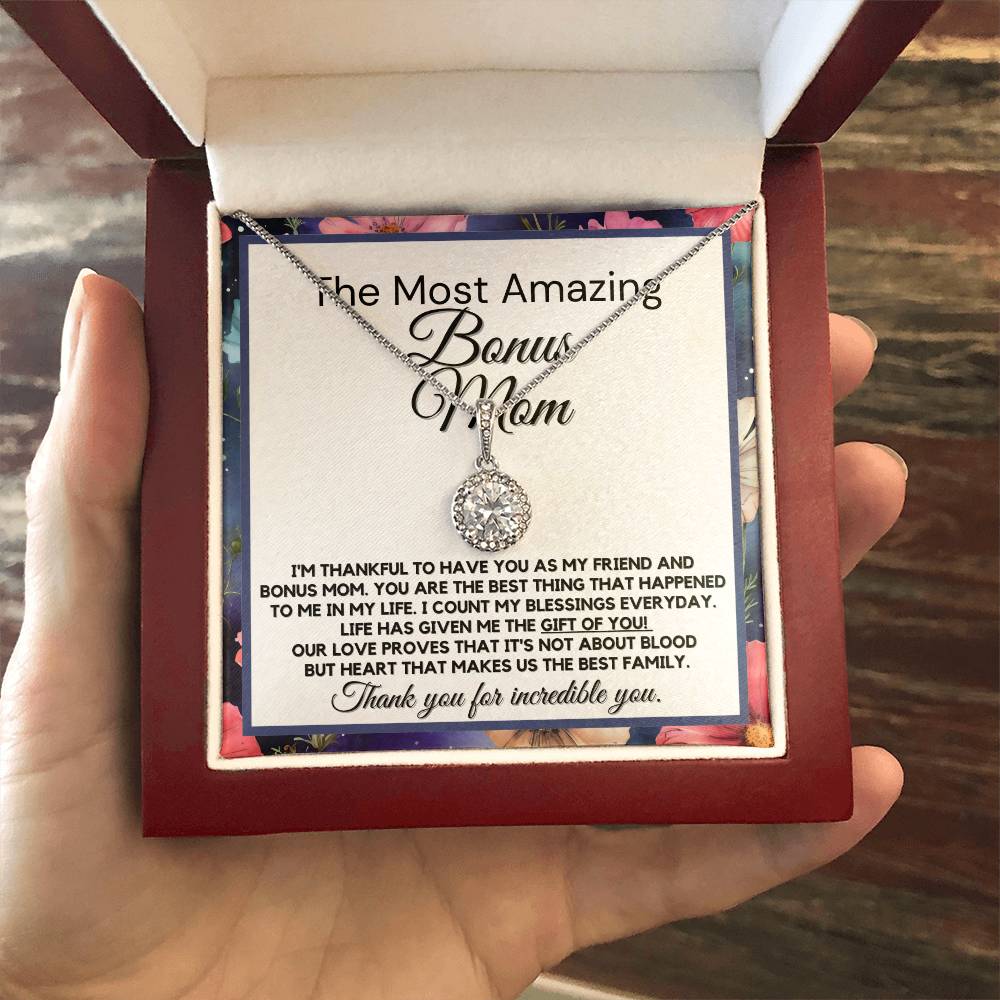 The Most Amazing
Bonus
Mom
I'M THANKFUL TO HAVE YOU AS MY FRIEND AND
BONUS MOM. YOU ARE THE BEST THING THAT HAPPENED
TO ME IN MY LIFE. I COUNT MY BLESSINGS EVERYDAY.
LIFE HAS GIVEN ME THE GIFT OF YOU!
OUR LOVE PROVES THAT IT'S NOT ABOUT BLOOD
BUT HEART THAT MAKES US THE BEST FAMILY.
Thank you for incredible you.